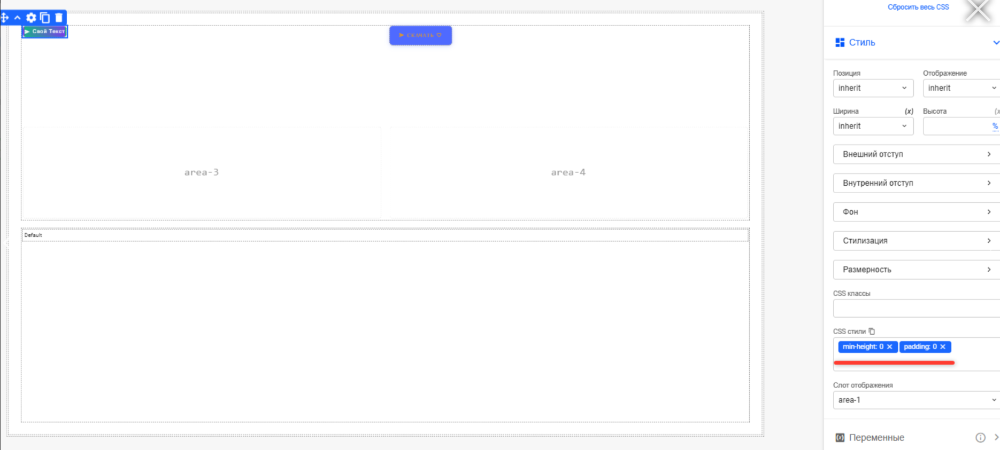 Сбросить весь CSS
Свой Текст
СКАЧАТЬ
Стиль
Позиция
Отображение
inherit
inherit
Ширина
(x)
Высота
(x
inherit
%
Внешний отступ
Внутренний отступ
area-3
area-4
Фон
Default
Стилизация
Размерность
CSS классы
CSS стили
min-height: 0 ×
padding: 0 ×
Слот отображения
area-1
(x) Переменные